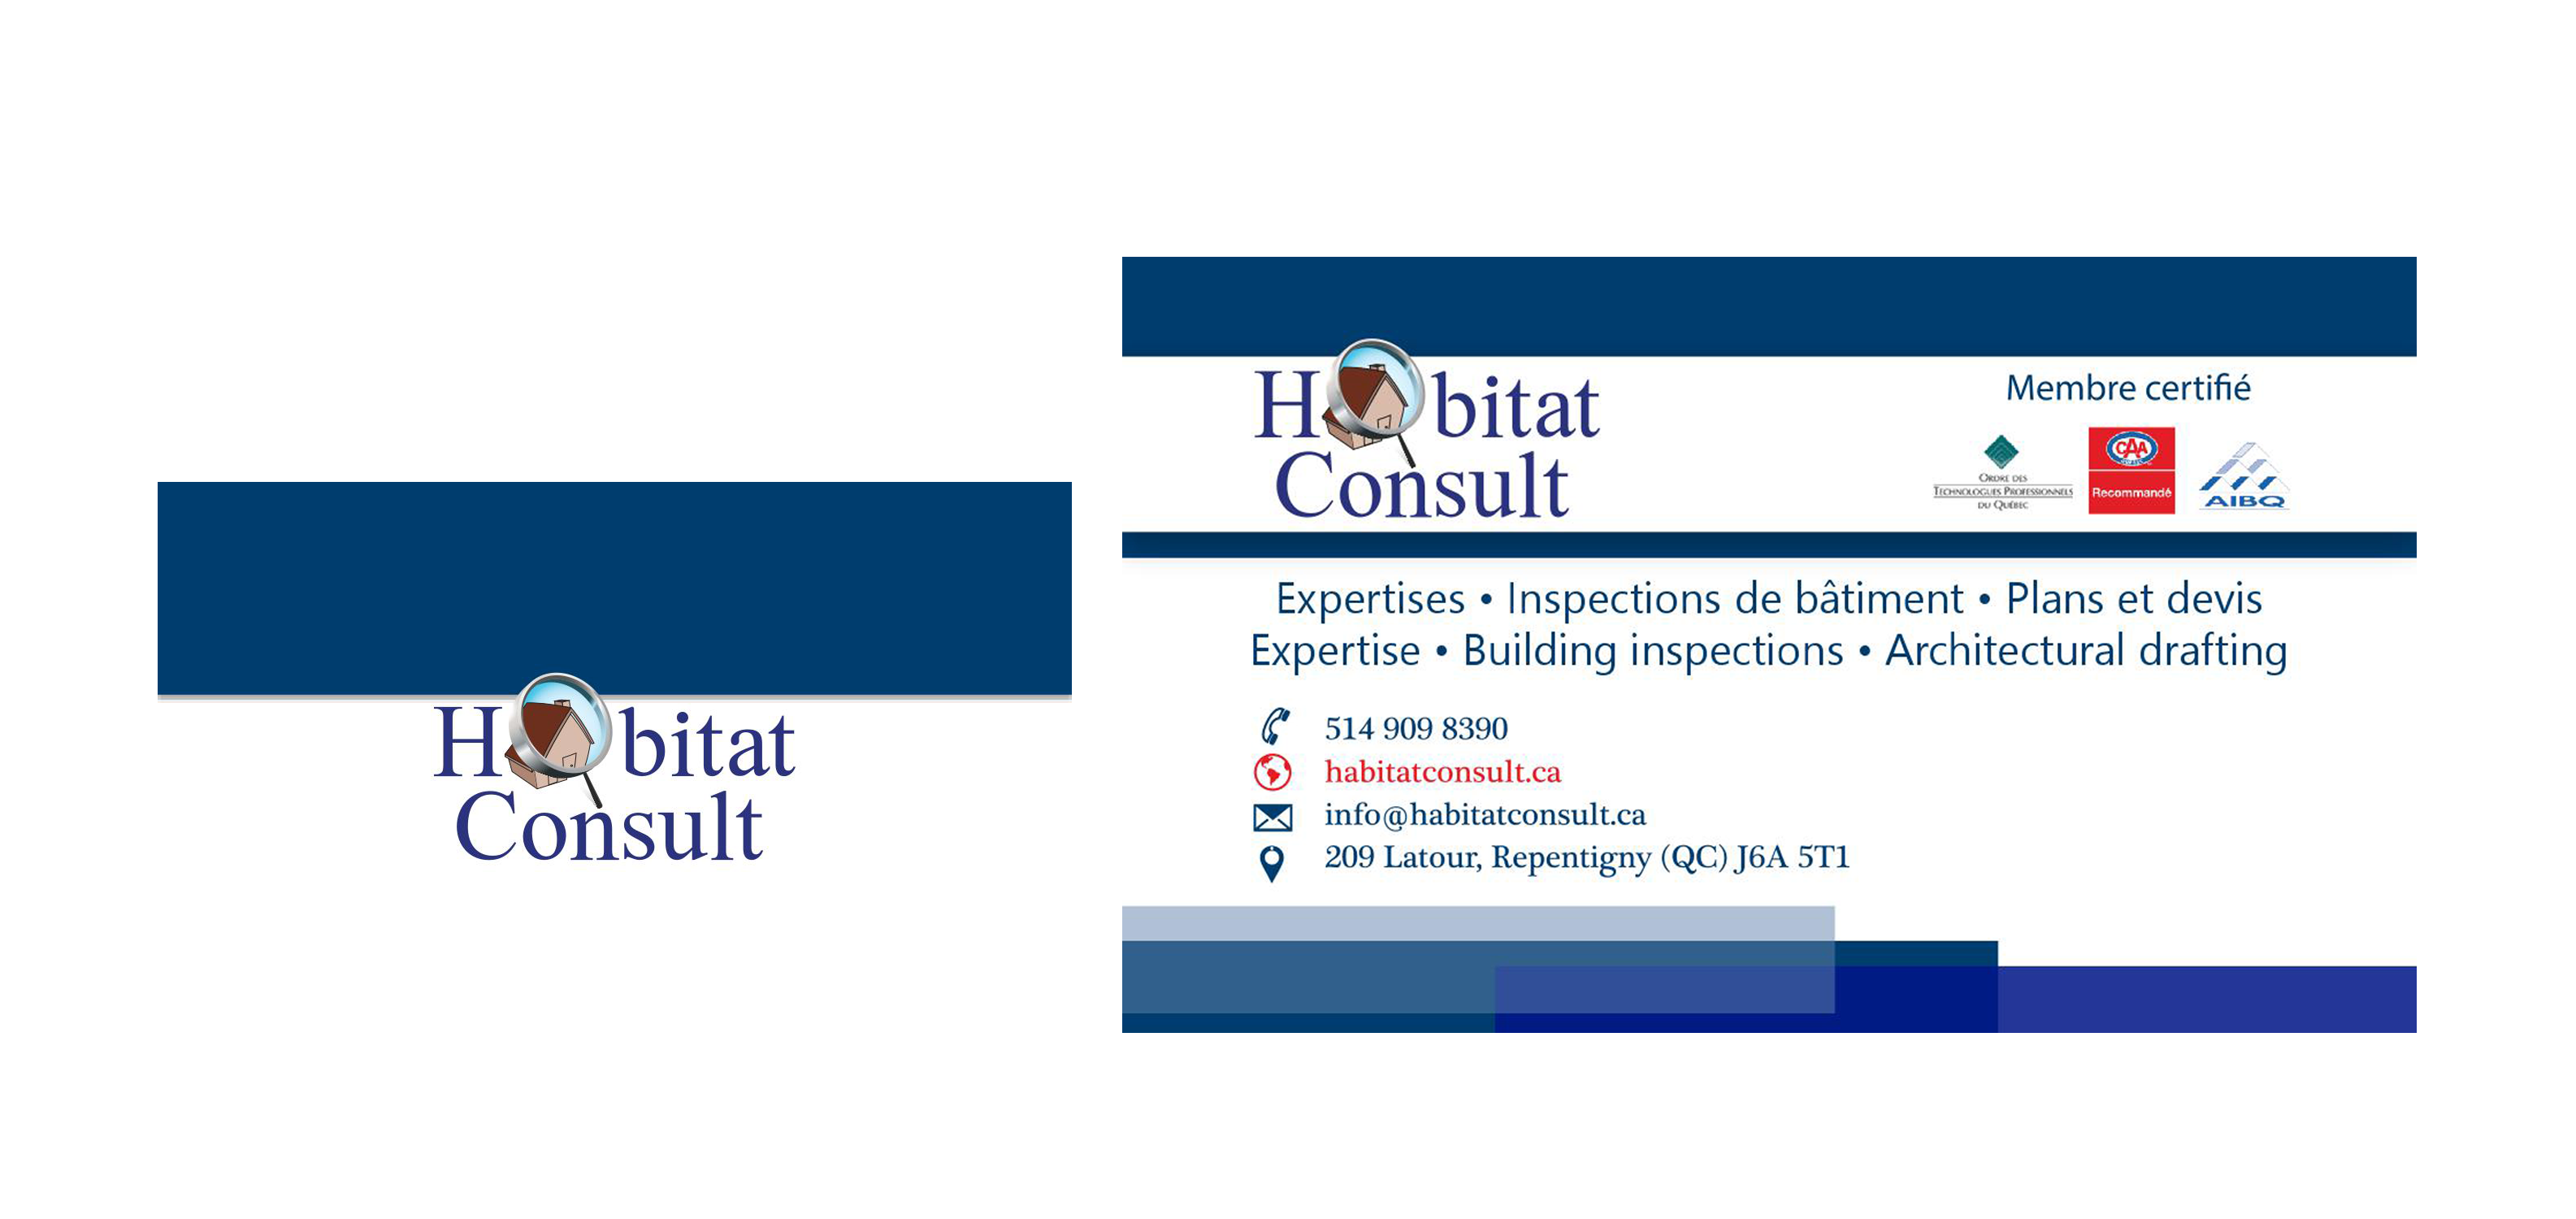 Habitat
Consult
Habitat
Consult
Membre certifié
ORDRE DES
TECHNOLOGUES PROFESSIONNELS
DU QUÉBEC
CAA
Recommandé
AIBQ
Expertises • Inspections de bâtiment • Plans et devis
Expertise • Building inspections • Architectural drafting
514 909 8390
habitatconsult.ca
info@habitatconsult.ca
209 Latour, Repentigny (QC) J6A 5T1